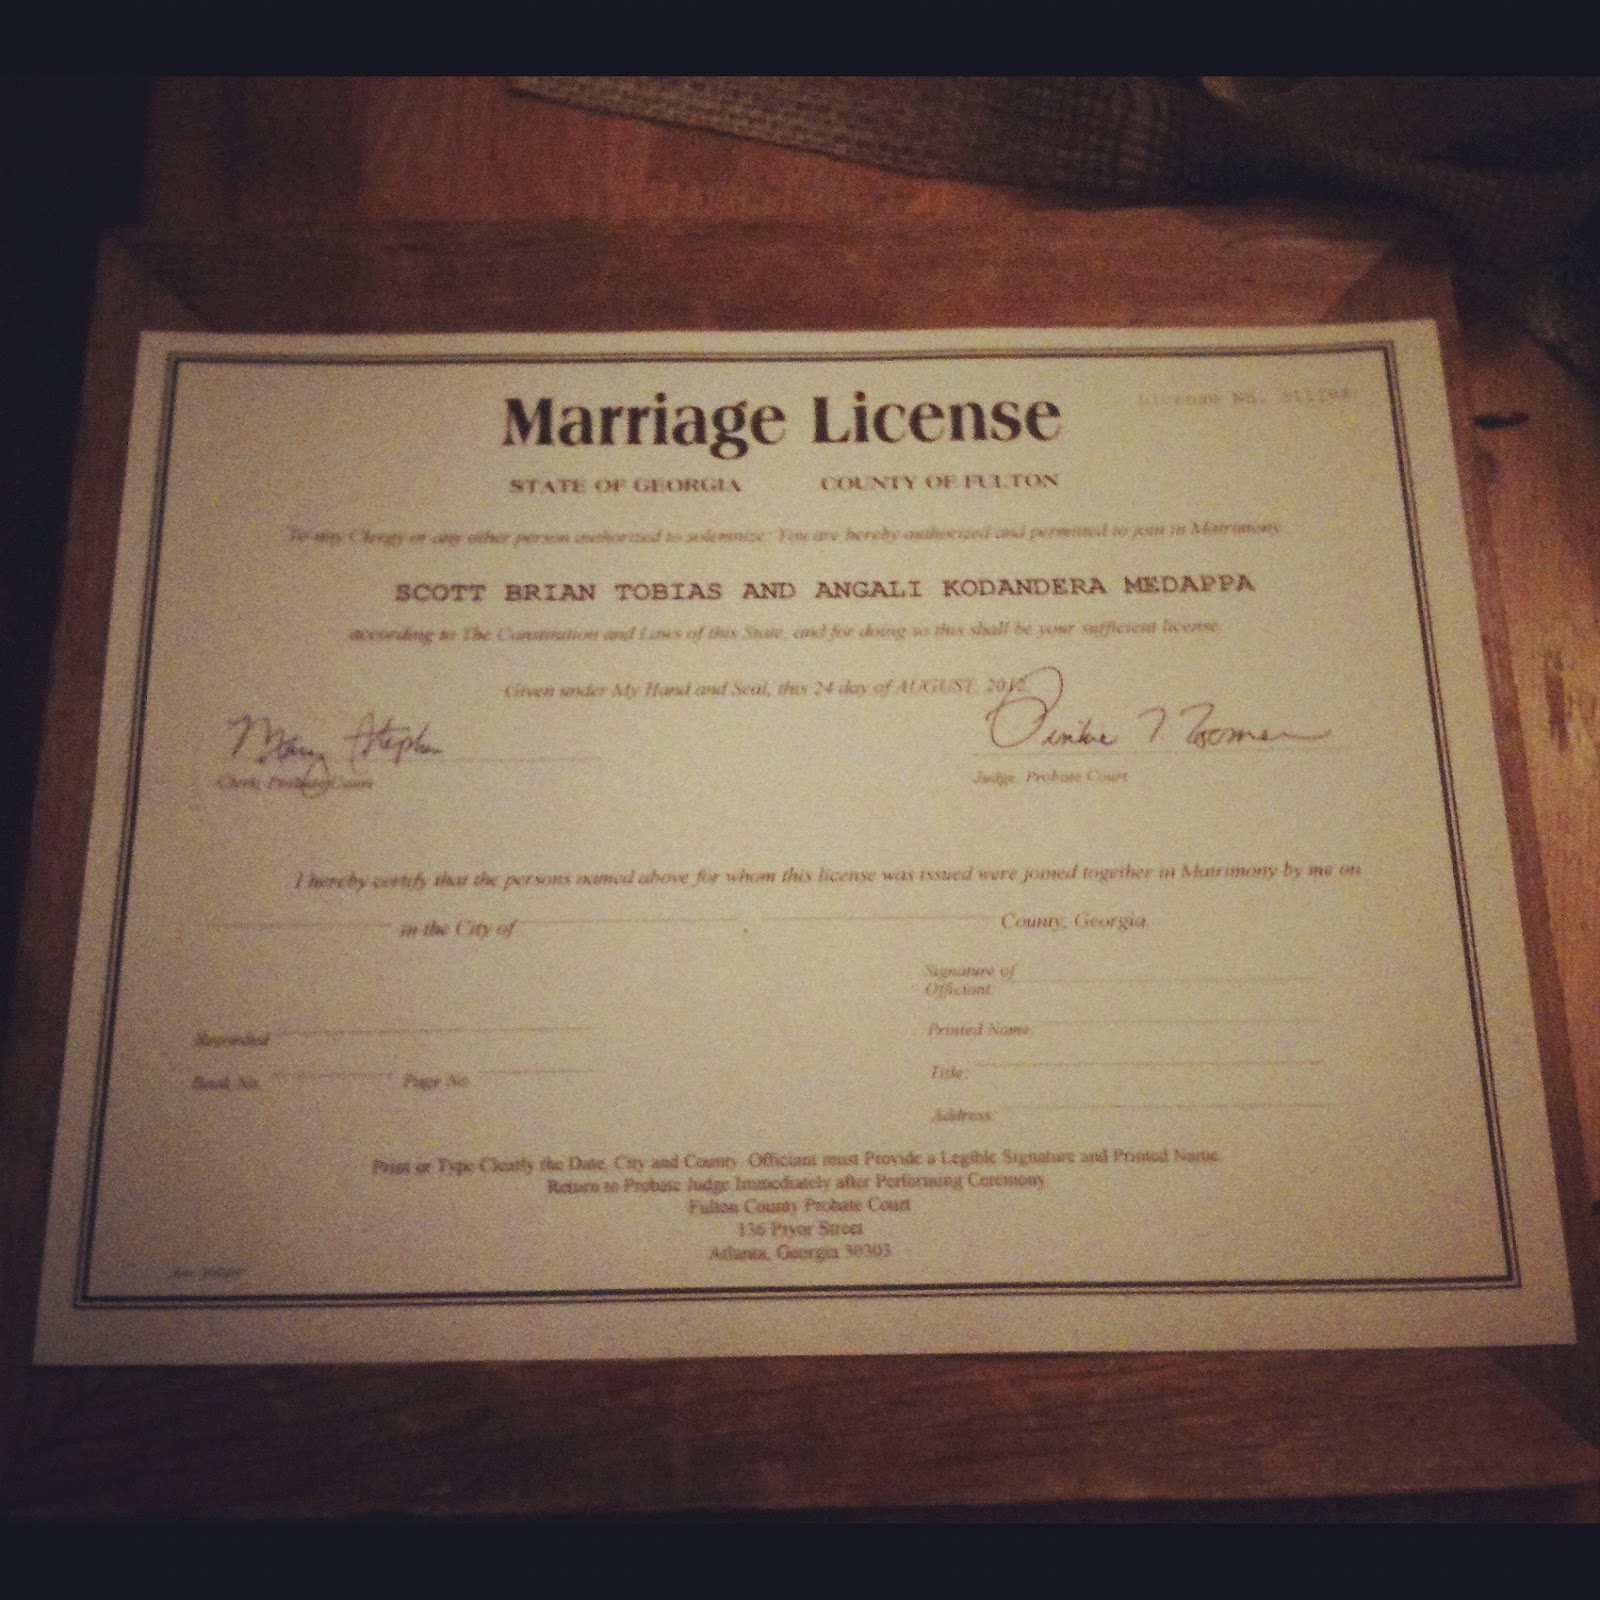 Marriage License
License No.
STATE OF GEORGIA COUNTY OF FULTON
To any Clergy or any other person authorized to solemnize: You are hereby authorized and permitted to join in Matrimony
SCOTT BRIAN TOBIAS AND ANGALI KODANDERA MEDAPPA
according to The Constitution and Laws of this State, and for doing so this shall be your sufficient license.
Given under My Hand and Seal, this 24 day of AUGUST, 2012
Mary Stephen Pinkie T. Toomer
Clerk, Probate Court Judge, Probate Court
I hereby certify that the persons named above for whom this license was issued were joined together in Matrimony by me on
in the City of , County, Georgia.
Signature of
Officiant:
Recorded Printed Name:
Book No. Page No. Title:
Address:
Print or Type Clearly the Date, City and County. Officiant must Provide a Legible Signature and Printed Name.
Return to Probate Judge Immediately after Performing Ceremony
Fulton County Probate Court
136 Pryor Street
Atlanta, Georgia 30303